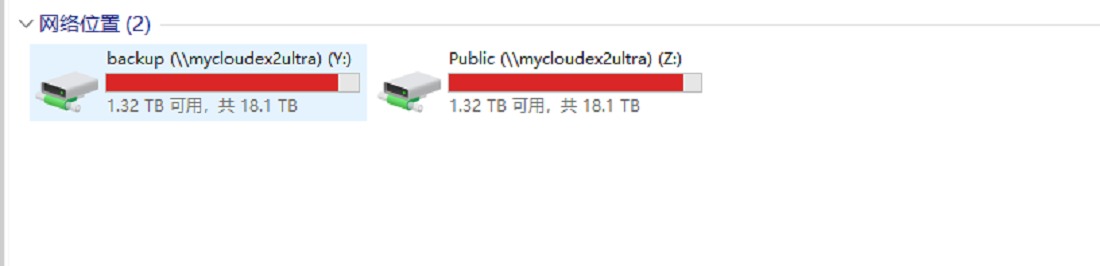 网络位置 (2)
backup (\\mycloudex2ultra) (Y:)
1.32 TB 可用，共 18.1 TB
Public (\\mycloudex2ultra) (Z:)
1.32 TB 可用，共 18.1 TB